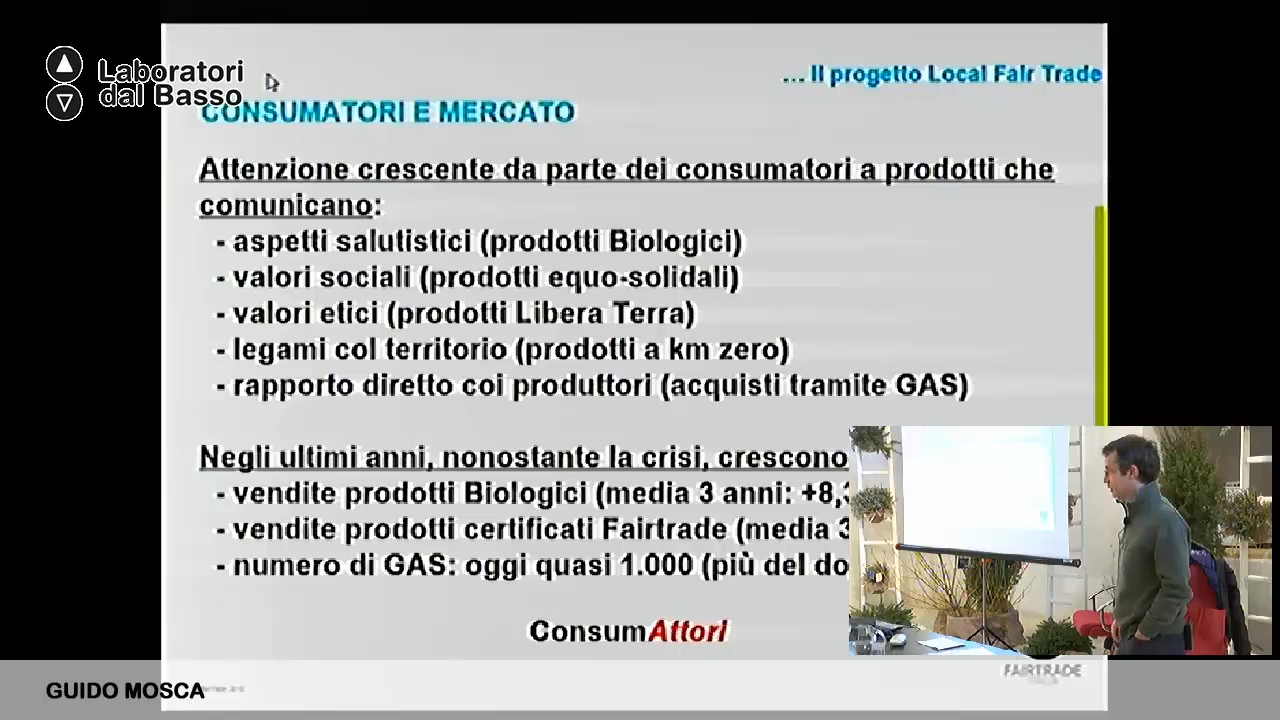 Laboratori
dal Basso
... Il progetto Local Fair Trade
CONSUMATORI E MERCATO
Attenzione crescente da parte dei consumatori a prodotti che
comunicano:
- aspetti salutistici (prodotti Biologici)
- valori sociali (prodotti equo-solidali)
- valori etici (prodotti Libera Terra)
- legami col territorio (prodotti a km zero)
- rapporto diretto coi produttori (acquisti tramite GAS)
Negli ultimi anni, nonostante la crisi, crescono
- vendite prodotti Biologici (media 3 anni: +8,3
- vendite prodotti certificati Fairtrade (media 3
- numero di GAS: oggi quasi 1.000 (più del do
ConsumAttori
FAIRTRADE
GUIDO MOSCA